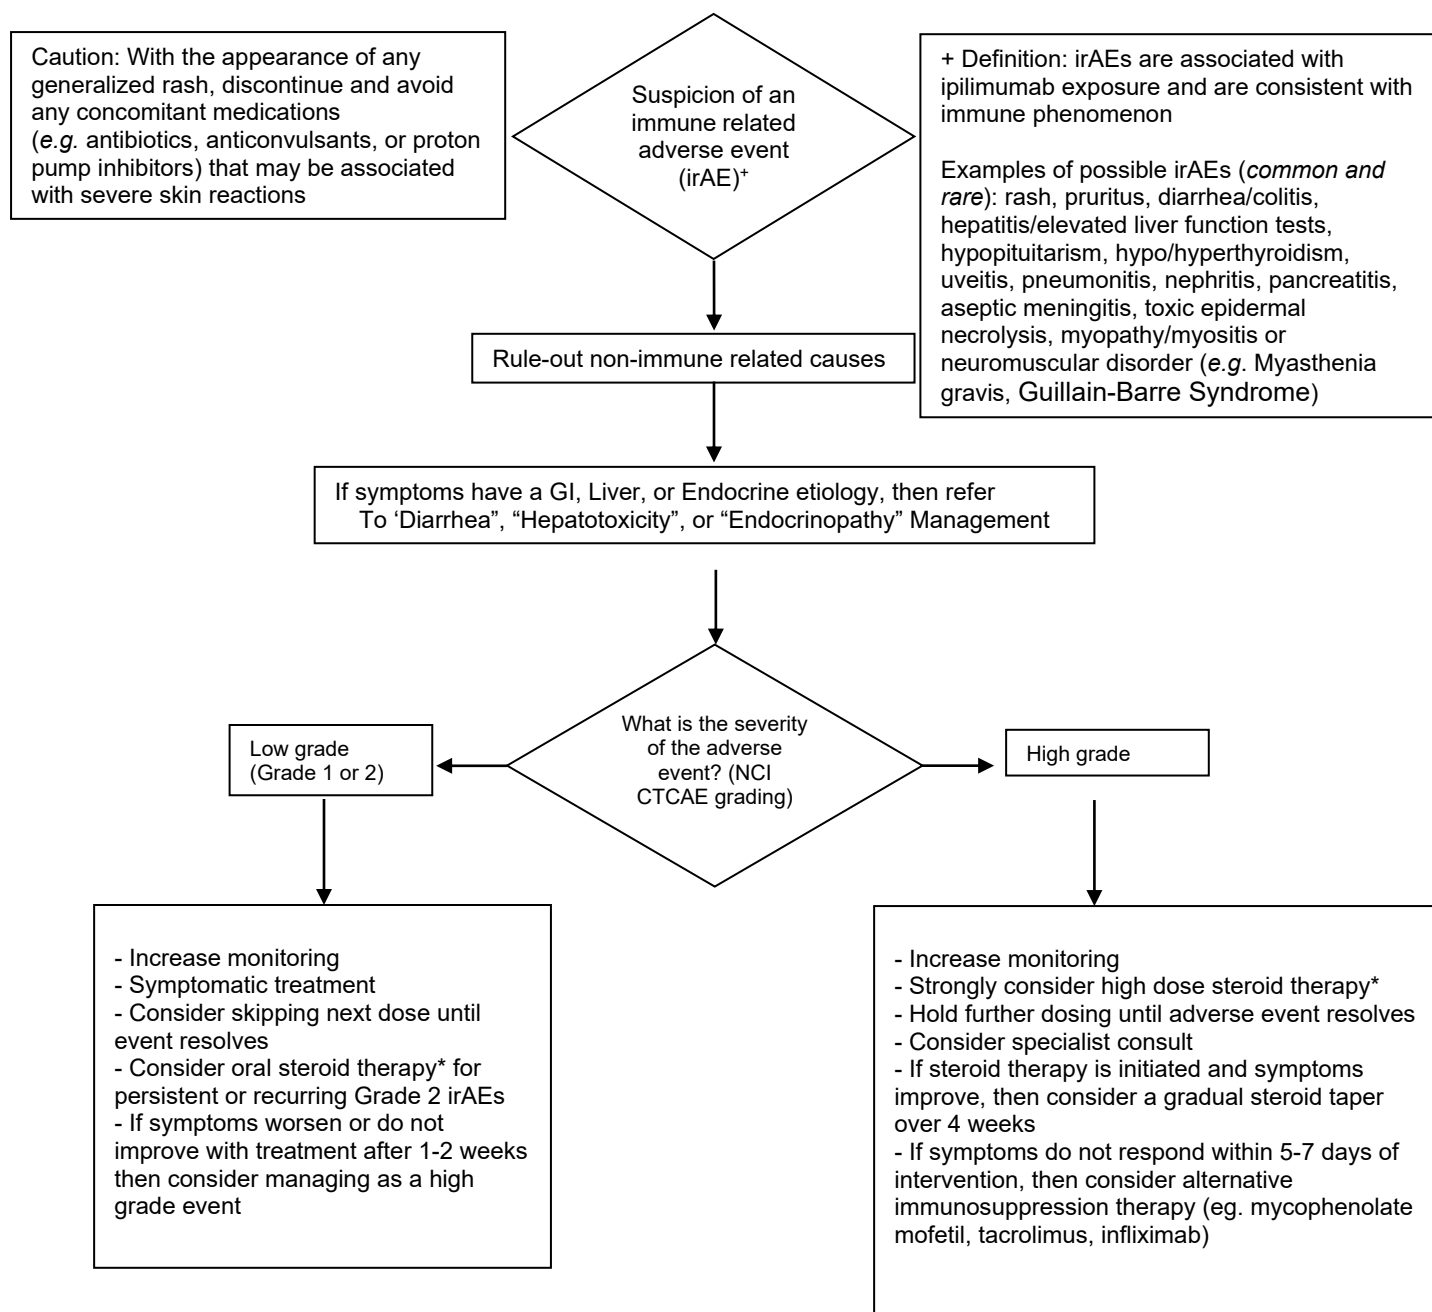 Caution: With the appearance of any
generalized rash, discontinue and avoid
any concomitant medications
(e.g. antibiotics, anticonvulsants, or proton
pump inhibitors) that may be associated
with severe skin reactions
Suspicion of an
immune related
adverse event
(irAE)+
+ Definition: irAEs are associated with
ipilimumab exposure and are consistent with
immune phenomenon
Examples of possible irAEs (common and
rare): rash, pruritus, diarrhea/colitis,
hepatitis/elevated liver function tests,
hypopituitarism, hypo/hyperthyroidism,
uveitis, pneumonitis, nephritis, pancreatitis,
aseptic meningitis, toxic epidermal
necrolysis, myopathy/myositis or
neuromuscular disorder (e.g. Myasthenia
gravis, Guillain-Barre Syndrome)
Rule-out non-immune related causes
If symptoms have a GI, Liver, or Endocrine etiology, then refer
To ‘Diarrhea”, “Hepatotoxicity”, or “Endocrinopathy” Management
What is the severity
of the adverse
event? (NCI
CTCAE grading)
Low grade
(Grade 1 or 2)
High grade
- Increase monitoring
- Symptomatic treatment
- Consider skipping next dose until
event resolves
- Consider oral steroid therapy* for
persistent or recurring Grade 2 irAEs
- If symptoms worsen or do not
improve with treatment after 1-2 weeks
then consider managing as a high
grade event
- Increase monitoring
- Strongly consider high dose steroid therapy*
- Hold further dosing until adverse event resolves
- Consider specialist consult
- If steroid therapy is initiated and symptoms
improve, then consider a gradual steroid taper
over 4 weeks
- If symptoms do not respond within 5-7 days of
intervention, then consider alternative
immunosuppression therapy (eg. mycophenolate
mofetil, tacrolimus, infliximab)